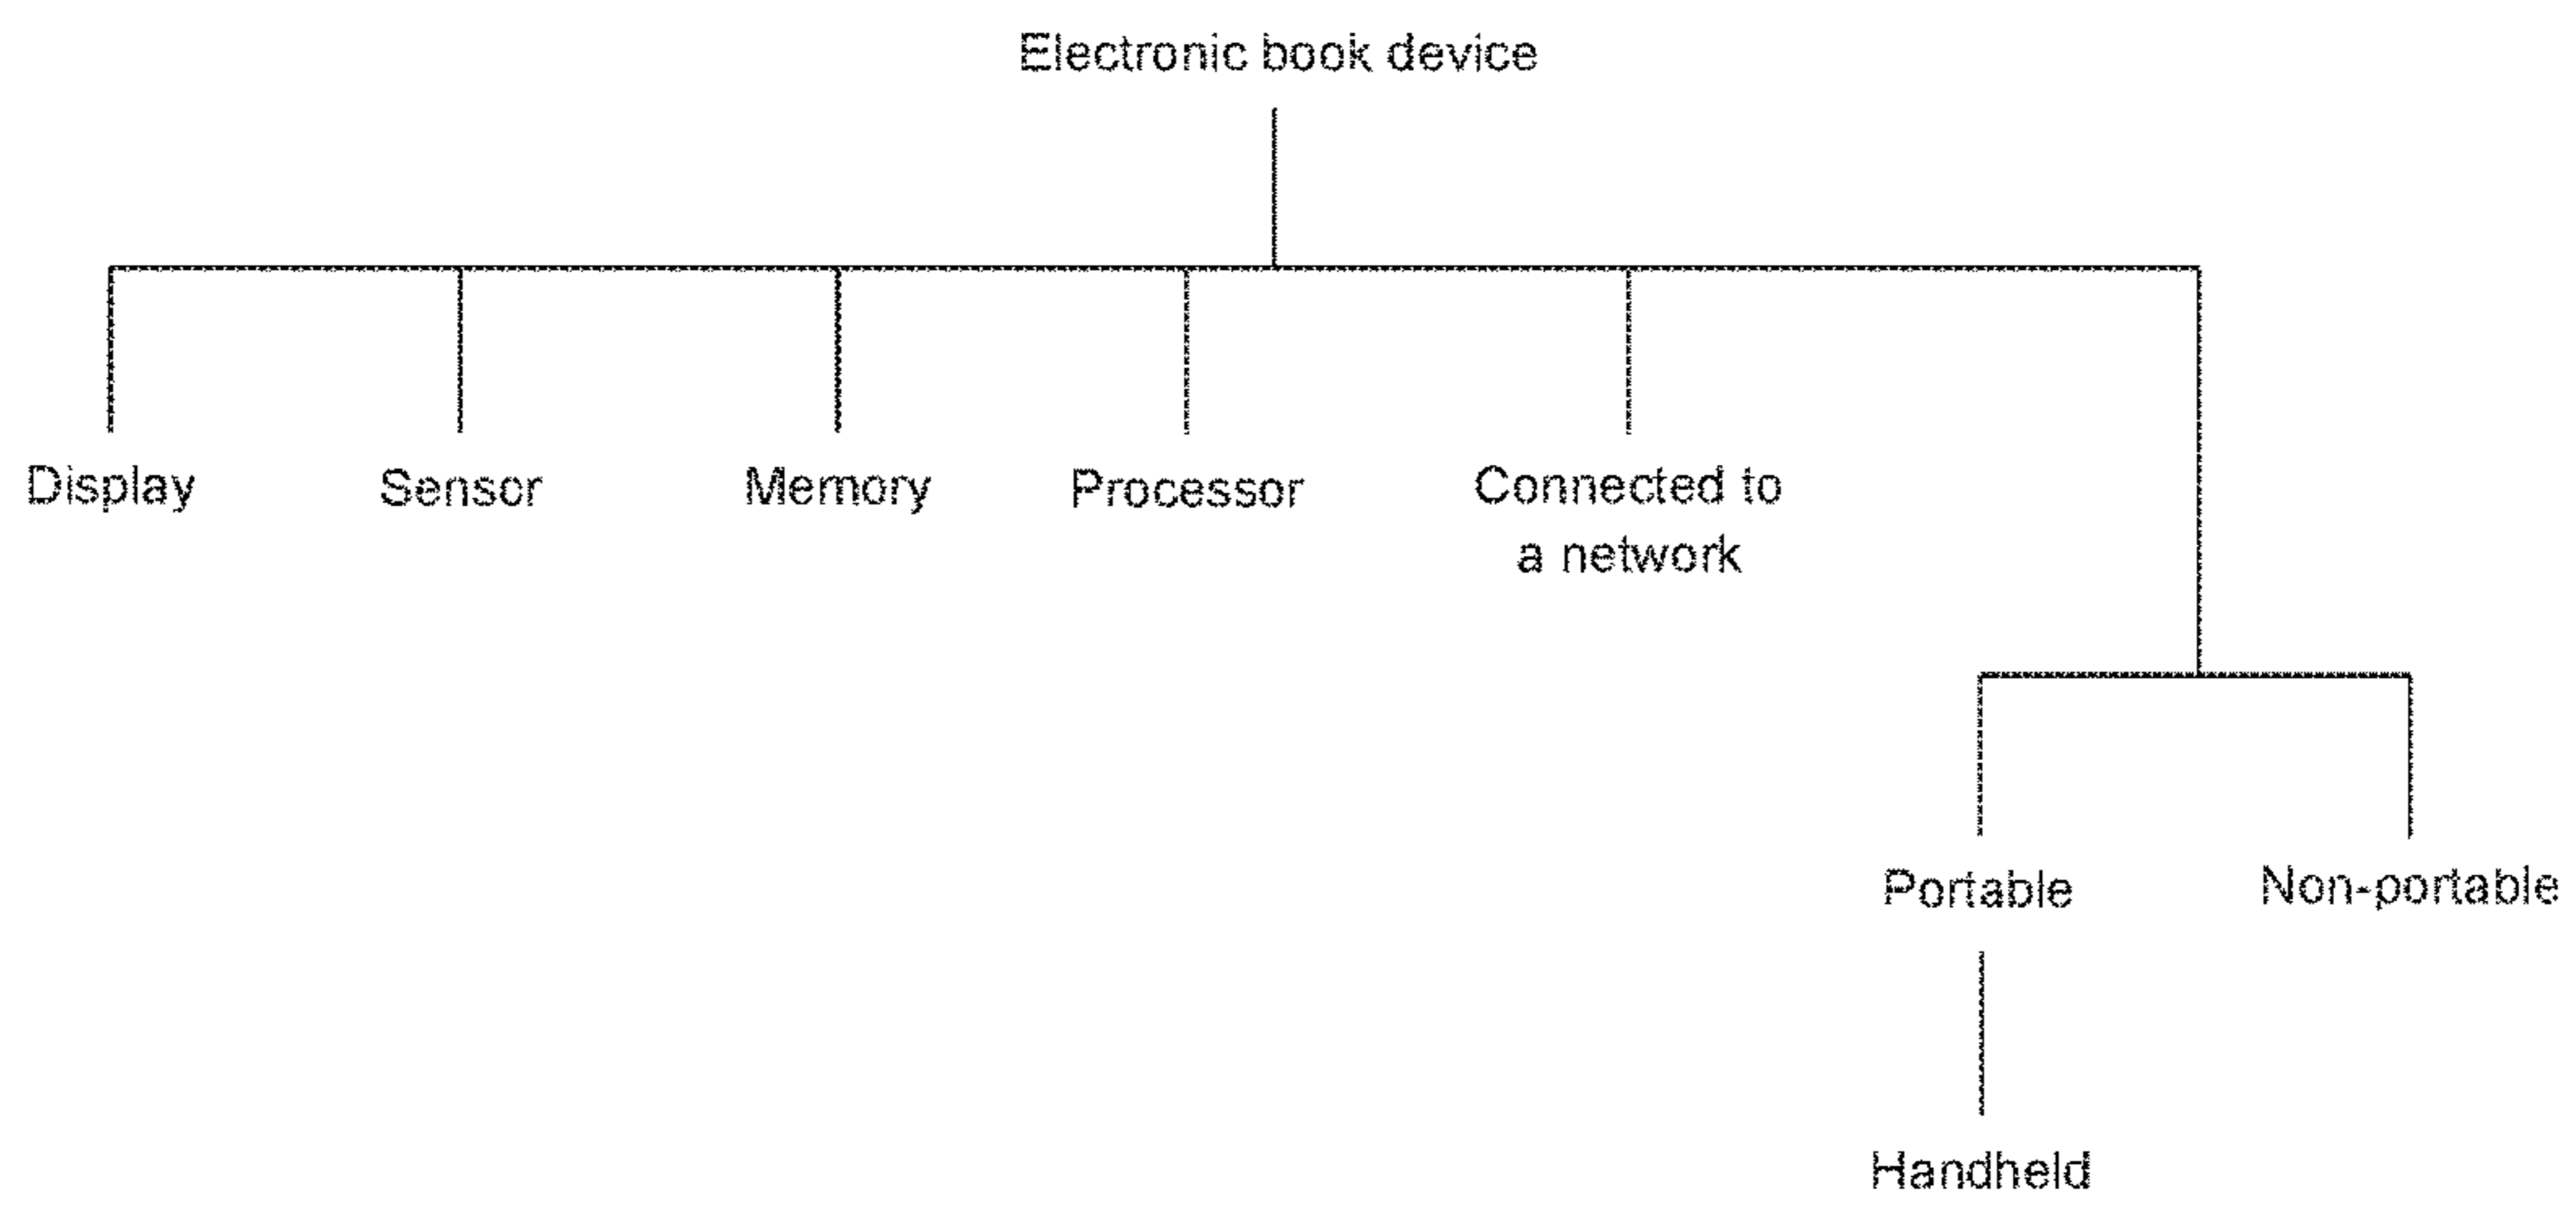 Electronic book device
Display
Sensor
Memory
Processor
Connected to
a network
Portable
Non-portable
Handheld